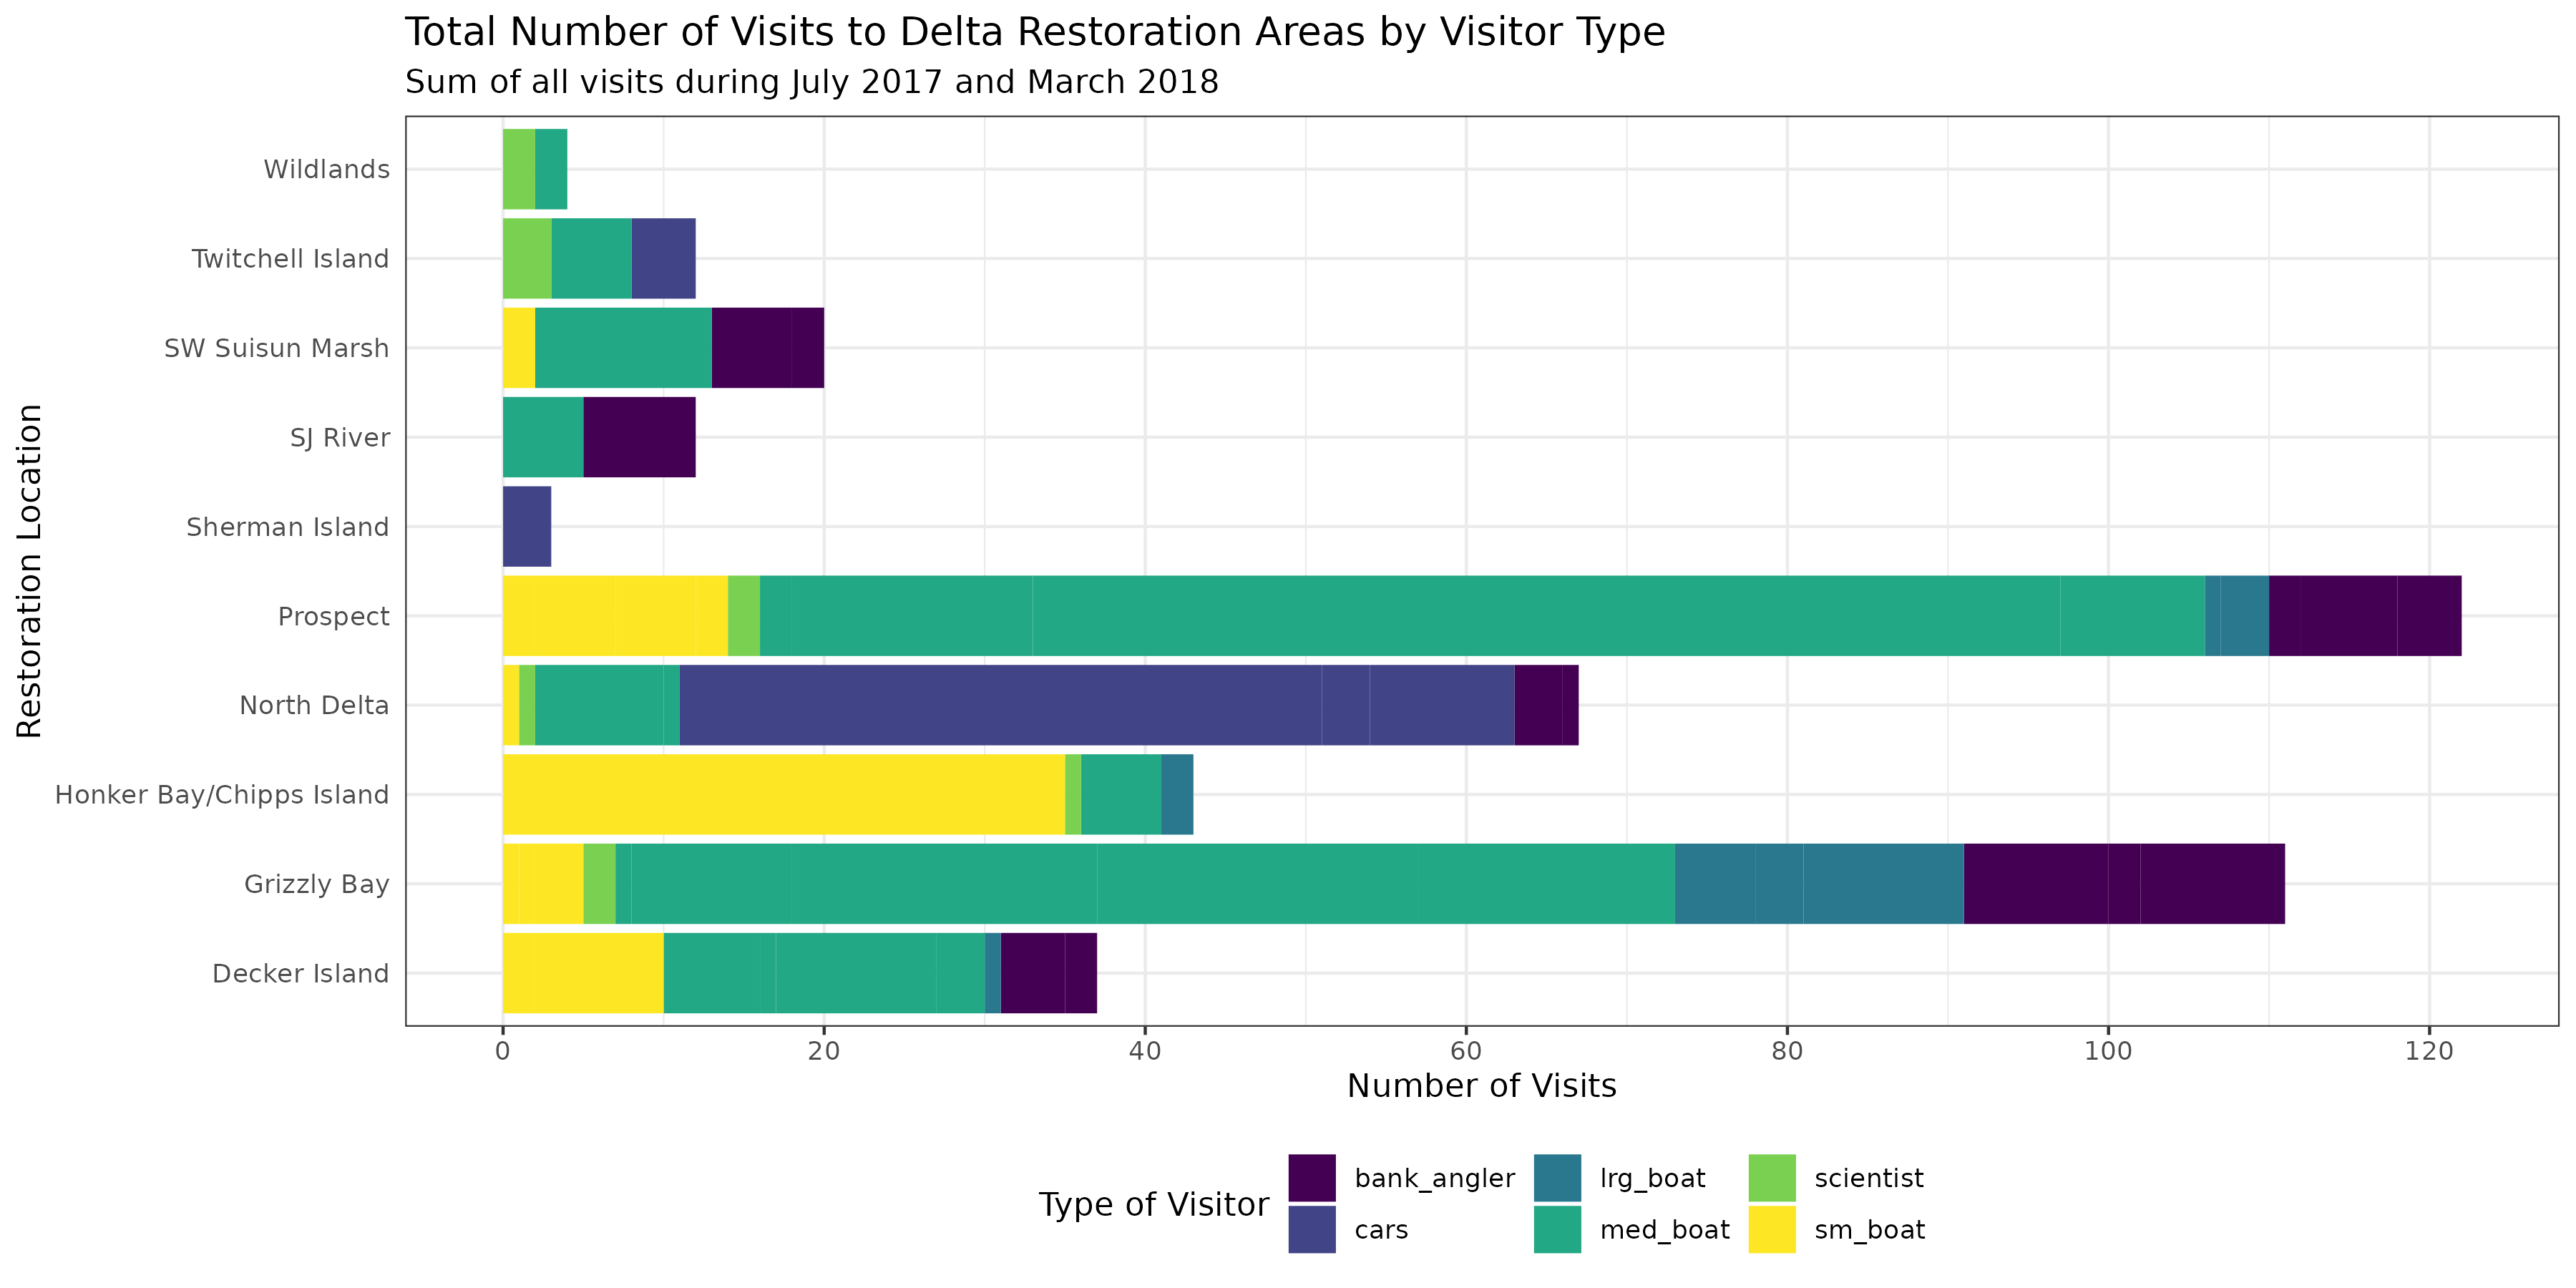 Total Number of Visits to Delta Restoration Areas by Visitor Type
Sum of all visits during July 2017 and March 2018
Restoration Location
Wildlands
Twitchell Island
SW Suisun Marsh
SJ River
Sherman Island
Prospect
North Delta
Honker Bay/Chipps Island
Grizzly Bay
Decker Island
0 20 40 60 80 100 120
Number of Visits
Type of Visitor
bank_angler lrg_boat scientist
cars med_boat sm_boat